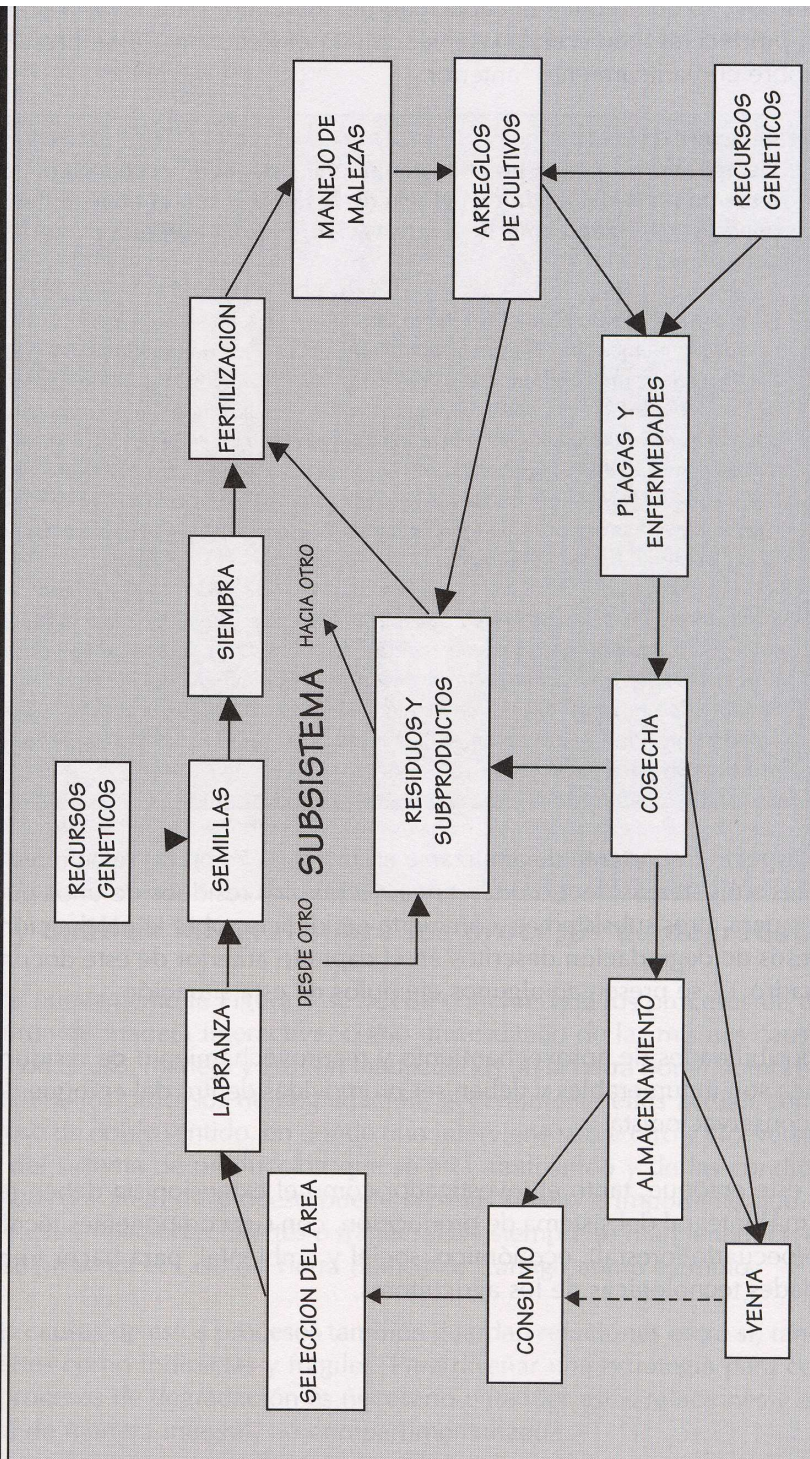 RECURSOS
GENETICOS
SELECCION DEL ÁREA
LABRANZA
SEMILLAS
SIEMBRA
FERTILIZACION
MANEJO DE
MALEZAS
DESDE OTRO SUBSISTEMA HACIA OTRO
RESIDUOS Y
SUBPRODUCTOS
ARREGLOS
DE CULTIVOS
CONSUMO
ALMACENAMIENTO
COSECHA
PLAGAS Y
ENFERMEDADES
VENTA
RECURSOS
GENETICOS